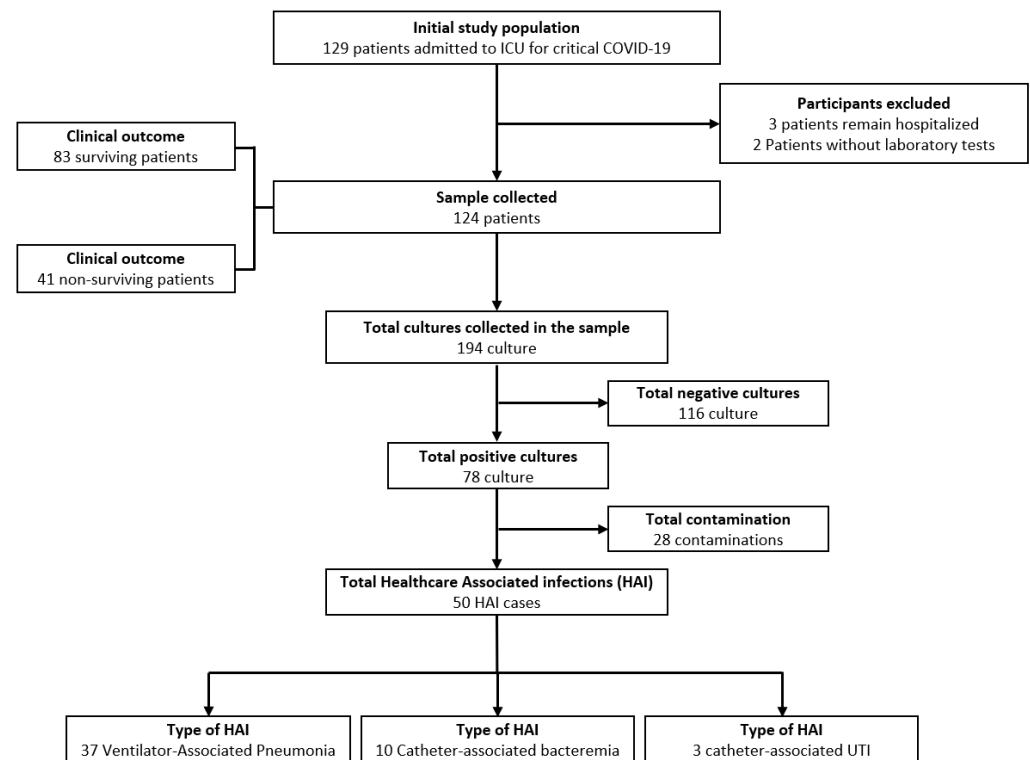 Initial study population
129 patients admitted to ICU for critical COVID-19
Participants excluded
3 patients remain hospitalized
2 Patients without laboratory tests
Clinical outcome
83 surviving patients
Sample collected
124 patients
Clinical outcome
41 non-surviving patients
Total cultures collected in the sample
194 culture
Total negative cultures
116 culture
Total positive cultures
78 culture
Total contamination
28 contaminations
Total Healthcare Associated infections (HAI)
50 HAI cases
Type of HAI
37 Ventilator-Associated Pneumonia
Type of HAI
10 Catheter-associated bacteremia
Type of HAI
3 catheter-associated UTI